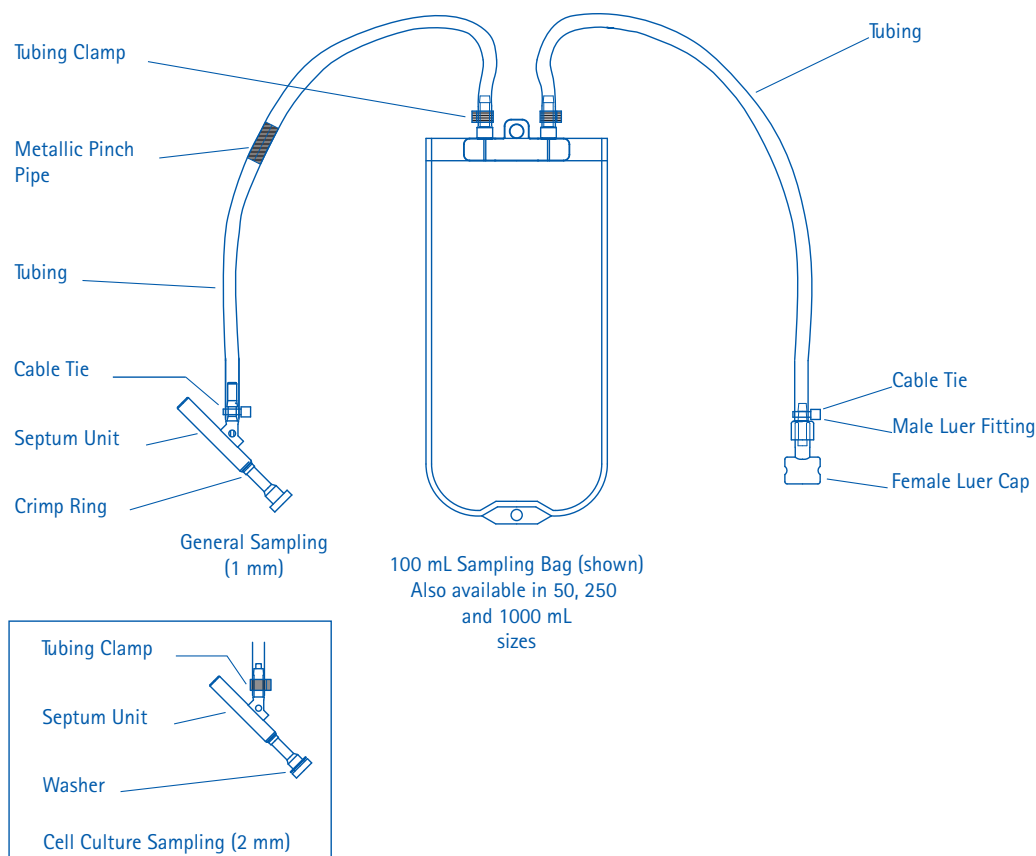 Tubing Clamp
Metallic Pinch
Pipe
Tubing
Cable Tie
Septum Unit
Crimp Ring
General Sampling
(1 mm)
Tubing
Cable Tie
Male Luer Fitting
Female Luer Cap
100 mL Sampling Bag (shown)
Also available in 50, 250
and 1000 mL
sizes
Tubing Clamp
Septum Unit
Washer
Cell Culture Sampling (2 mm)